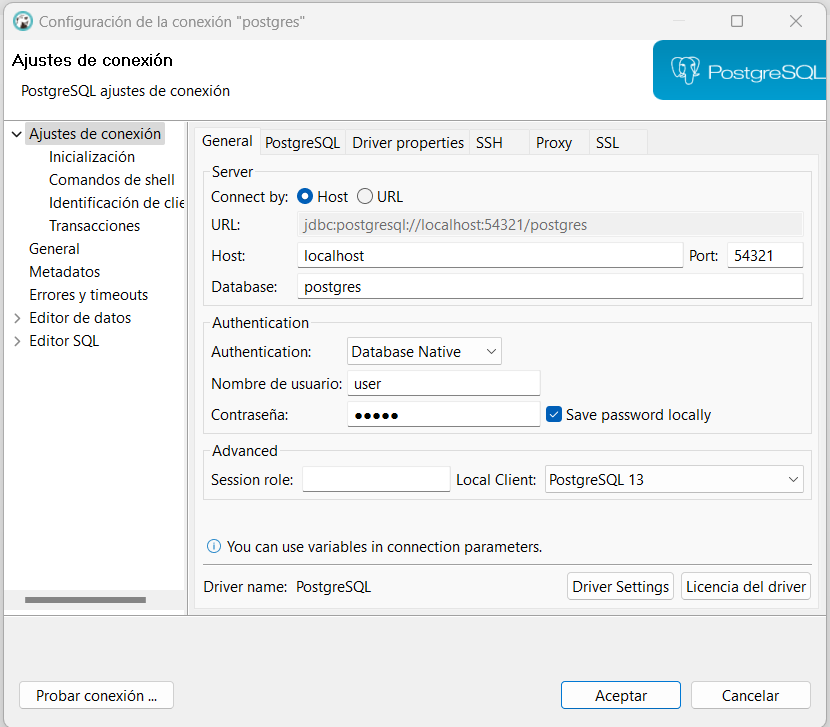 Configuración de la conexión "postgres"
Ajustes de conexión
PostgreSQL ajustes de conexión
PostgreSQL
Ajustes de conexión
Inicialización
Comandos de shell
Identificación de clie
Transacciones
General
Metadatos
Errores y timeouts
Editor de datos
Editor SQL
General PostgreSQL Driver properties SSH Proxy SSL
Server
Connect by: Host URL
URL: jdbc:postgresql://localhost:54321/postgres
Host: localhost Port: 54321
Database: postgres
Authentication
Authentication: Database Native
Nombre de usuario: user
Contraseña: ●●●●● Save password locally
Advanced
Session role: Local Client: PostgreSQL 13
You can use variables in connection parameters.
Driver name: PostgreSQL Driver Settings Licencia del driver
Probar conexión ... Aceptar Cancelar